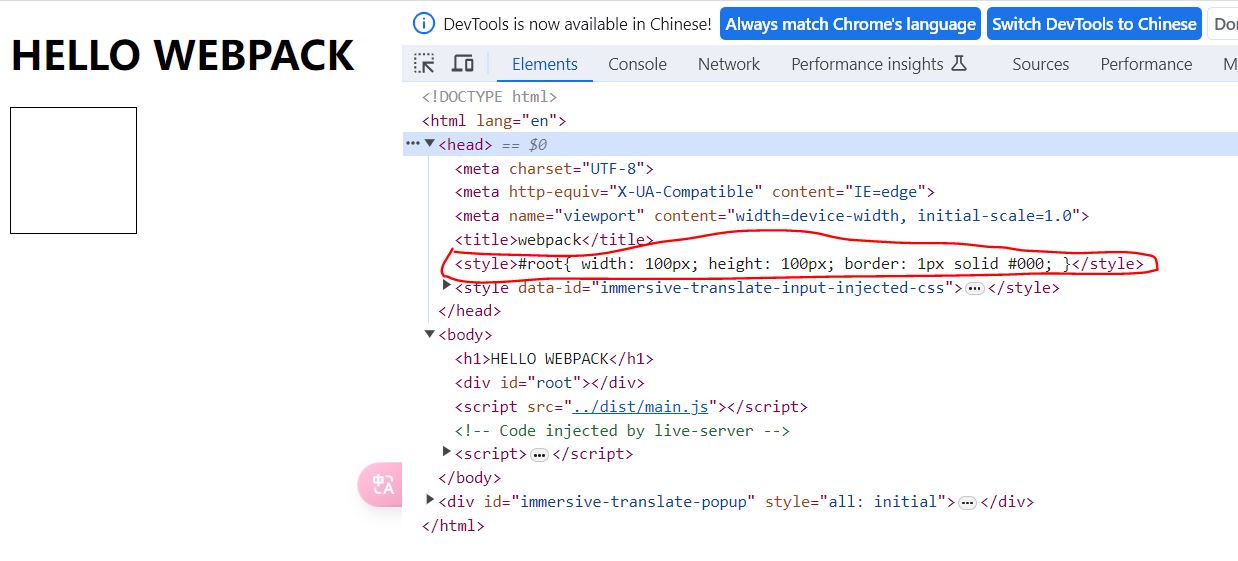 DevTools is now available in Chinese! Always match Chrome's language Switch DevTools to Chinese
HELLO WEBPACK
Elements Console Network Performance insights Sources Performance
<!DOCTYPE html>
<html lang="en">
<head> == $0
<meta charset="UTF-8">
<meta http-equiv="X-UA-Compatible" content="IE=edge">
<meta name="viewport" content="width=device-width, initial-scale=1.0">
<title>webpack</title>
<style>#root{ width: 100px; height: 100px; border: 1px solid #000; }</style>
<style data-id="immersive-translate-input-injected-css">…</style>
</head>
<body>
<h1>HELLO WEBPACK</h1>
<div id="root"></div>
<script src="../dist/main.js"></script>
<!-- Code injected by live-server -->
<script>…</script>
</body>
<div id="immersive-translate-popup" style="all: initial">…</div>
</html>